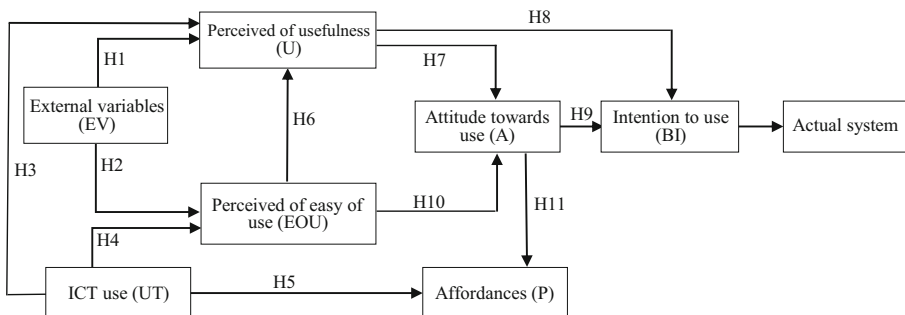 Perceived of usefulness
(U)
H8
H1
H7
External variables
(EV)
H6
Attitude towards
use (A)
H9
Intention to use
(BI)
Actual system
H3
H2
Perceived of easy of
use (EOU)
H10
H11
H4
ICT use (UT)
H5
Affordances (P)